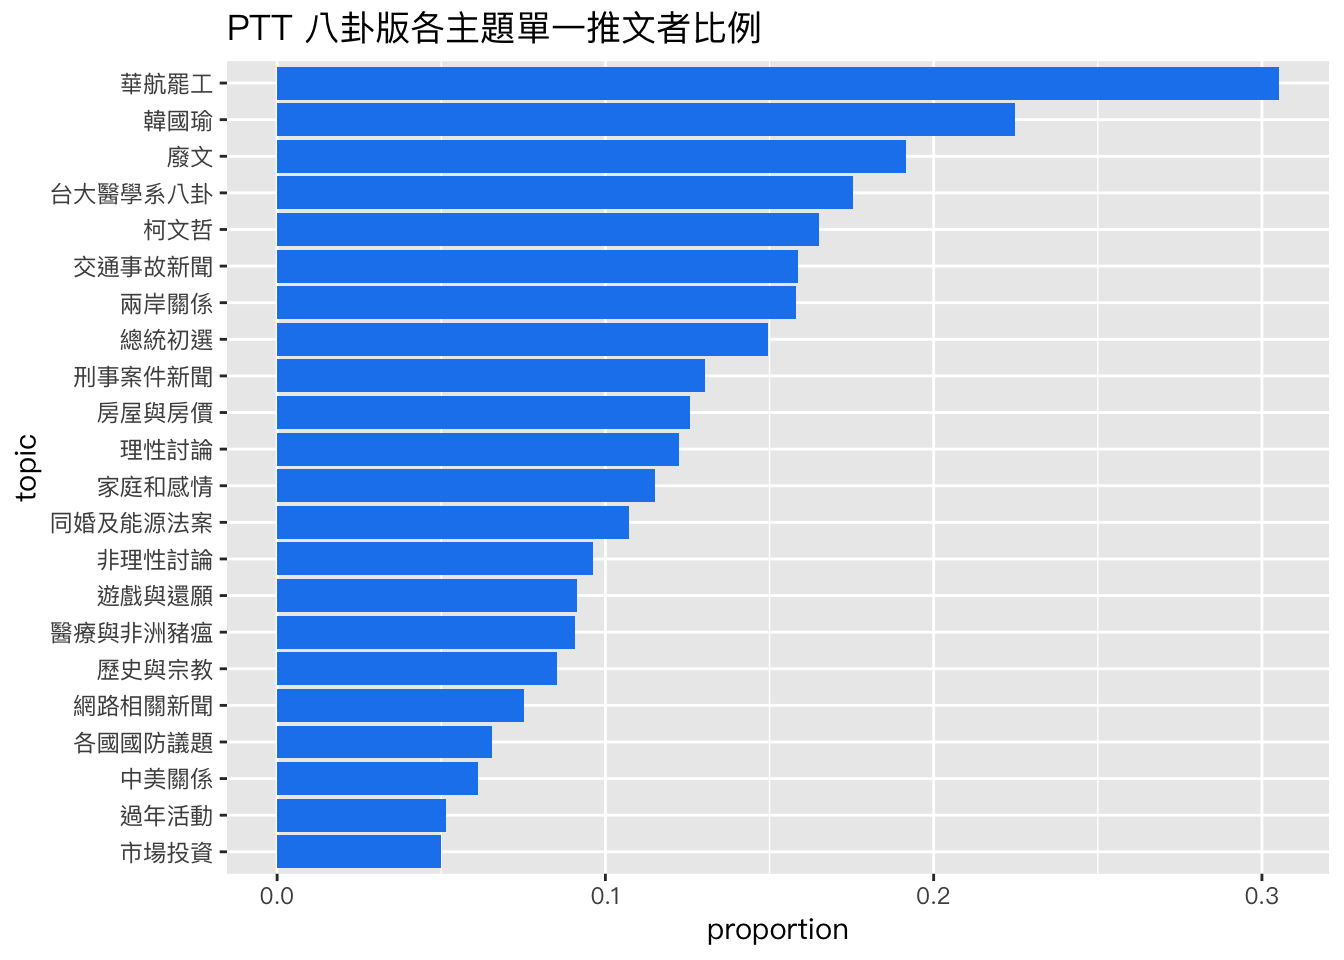 PTT 八卦版各主題單一推文者比例
華航罷工
韓國瑜
廢文
台大醫學系八卦
柯文哲
交通事故新聞
兩岸關係
總統初選
刑事案件新聞
房屋與房價
理性討論
家庭和感情
同婚及能源法案
非理性討論
遊戲與還願
醫療與非洲豬瘟
歷史與宗教
網路相關新聞
各國國防議題
中美關係
過年活動
市場投資
topic
0.0 0.1 0.2 0.3
proportion